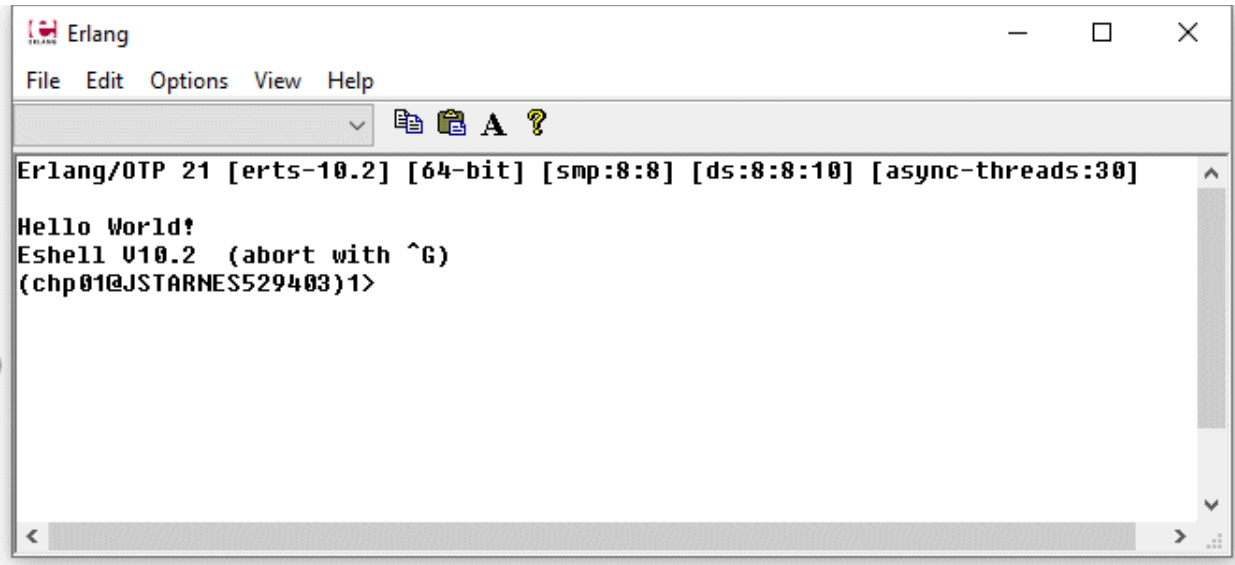 Erlang
File Edit Options View Help
Erlang/OTP 21 [erts-10.2] [64-bit] [smp:8:8] [ds:8:8:10] [async-threads:30]
Hello World!
Eshell V10.2  (abort with ^G)
(chp01@JSTARNES529403)1>